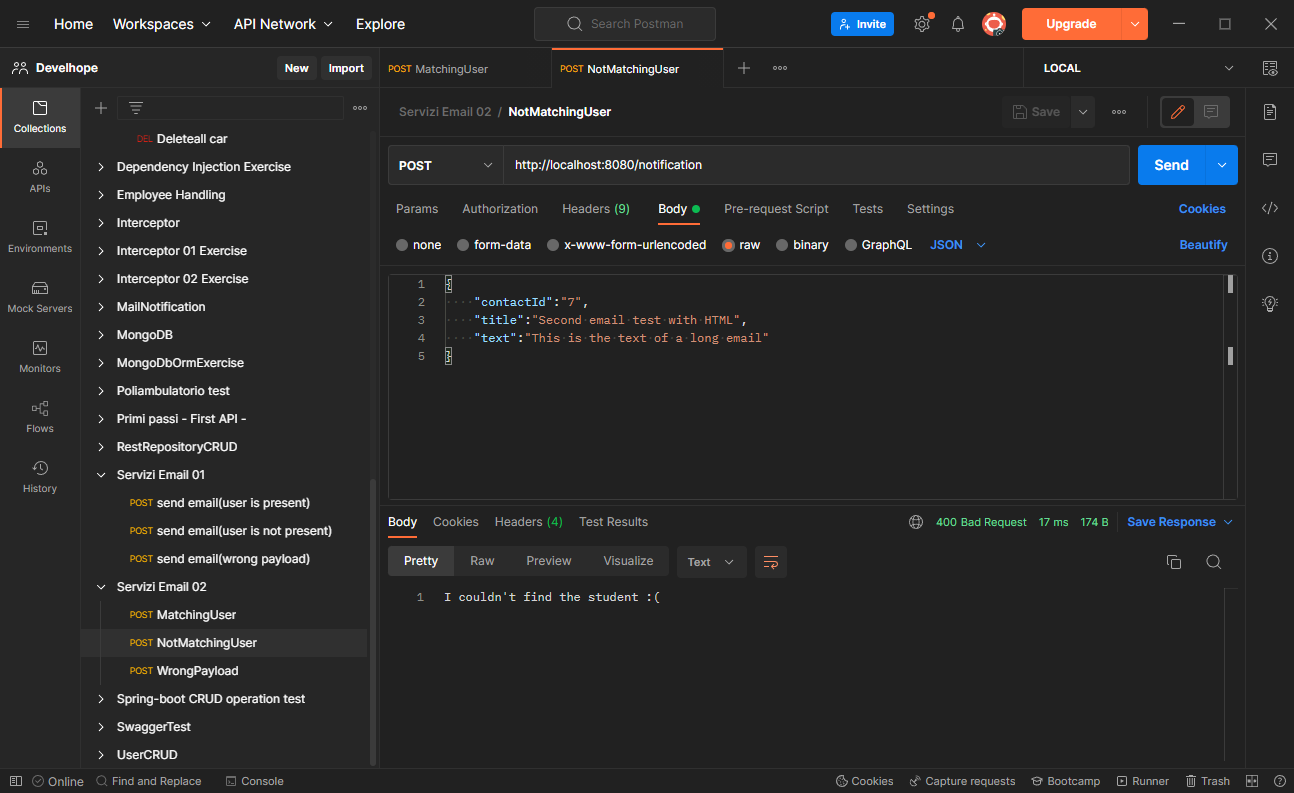 Home Workspaces API Network Explore Search Postman Invite Upgrade
Develhope New Import
POST MatchingUser POST NotMatchingUser LOCAL
Collections
APIs
Environments
Mock Servers
Monitors
Flows
History
DEL Deleteall car
Dependency Injection Exercise
Employee Handling
Interceptor
Interceptor 01 Exercise
Interceptor 02 Exercise
MailNotification
MongoDB
MongoDbOrmExercise
Poliambulatorio test
Primi passi - First API -
RestRepositoryCRUD
Servizi Email 01
POST send email(user is present)
POST send email(user is not present)
POST send email(wrong payload)
Servizi Email 02
POST MatchingUser
POST NotMatchingUser
POST WrongPayload
Spring-boot CRUD operation test
SwaggerTest
UserCRUD
Servizi Email 02 / NotMatchingUser Save
POST http://localhost:8080/notification Send
Params Authorization Headers (9) Body Pre-request Script Tests Settings Cookies
none form-data x-www-form-urlencoded raw binary GraphQL JSON Beautify
1 {
2 "contactId":"7",
3 "title":"Second email test with HTML",
4 "text":"This is the text of a long email"
5 }
Body Cookies Headers (4) Test Results 400 Bad Request 17 ms 174 B Save Response
Pretty Raw Preview Visualize Text
1 I couldn't find the student :(
Online Find and Replace Console Cookies Capture requests Bootcamp Runner Trash